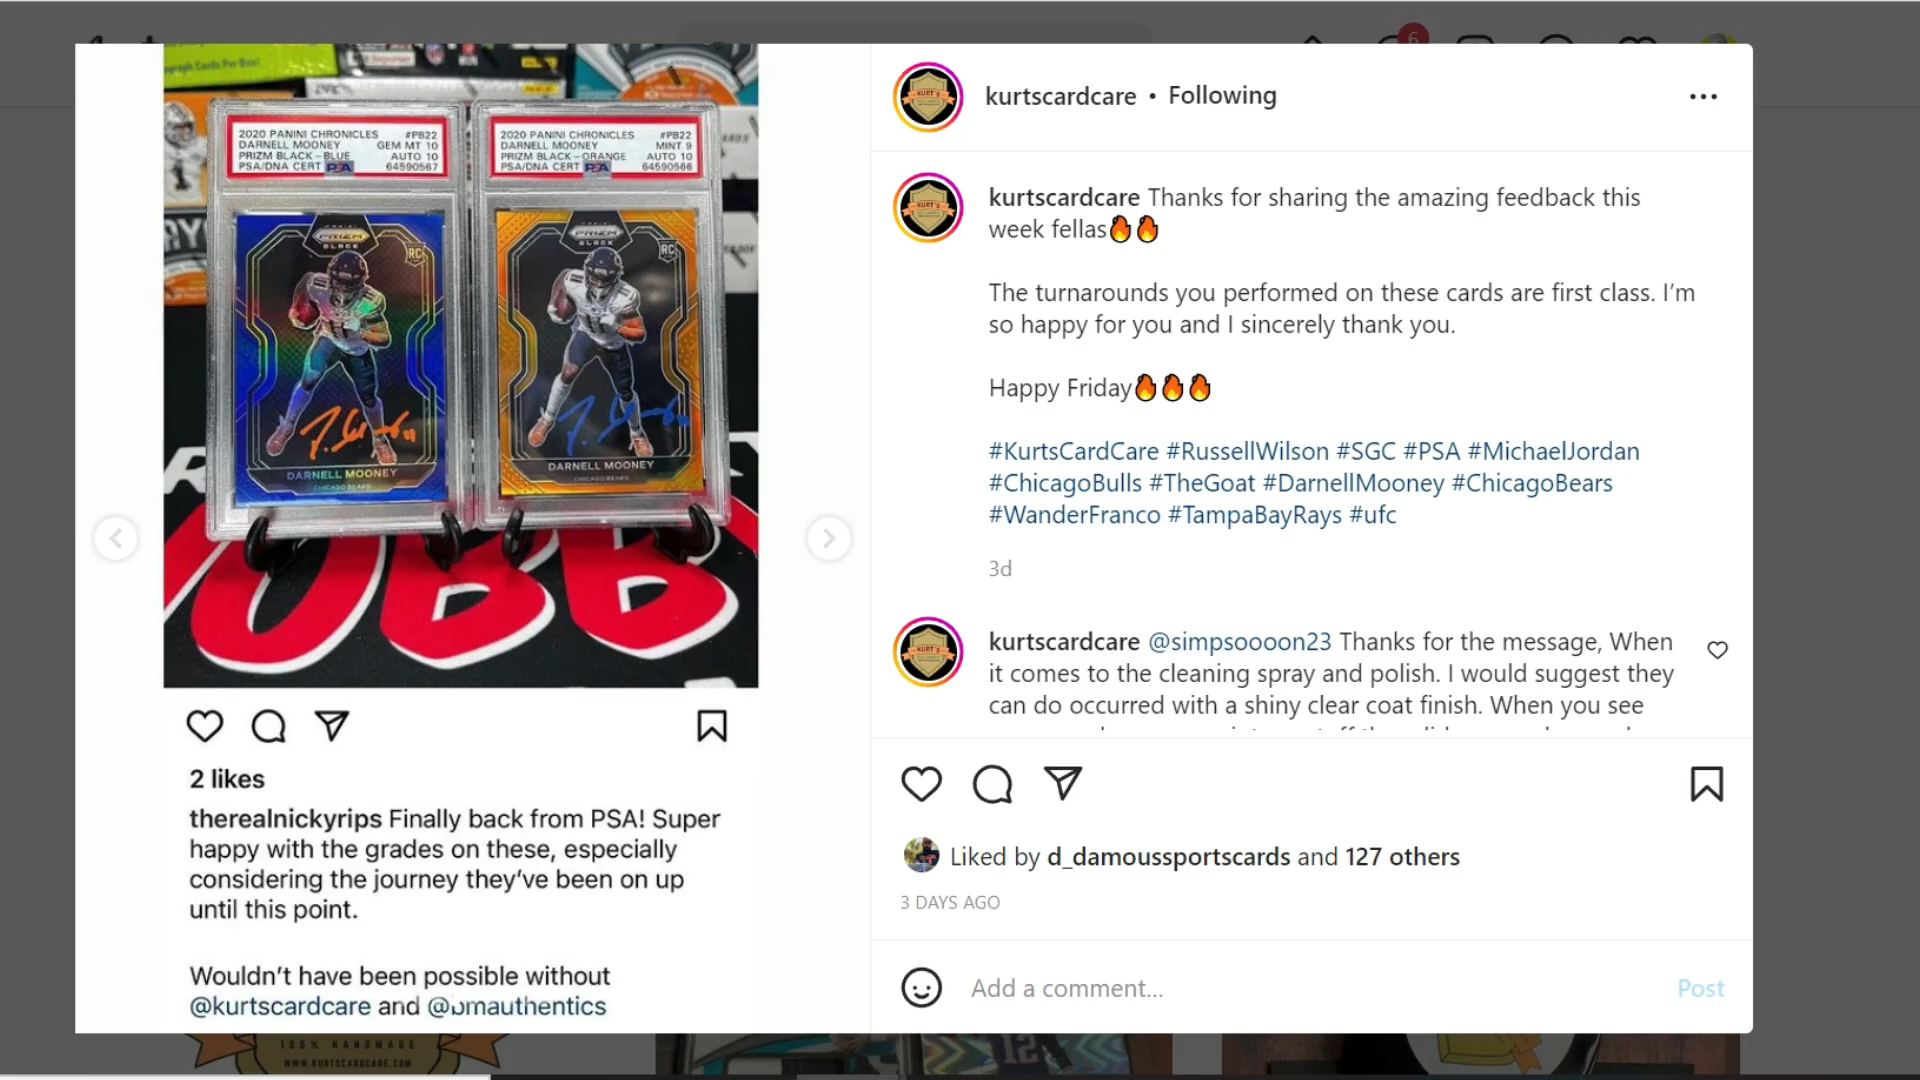 6
2020 PANINI CHRONICLES #PB22
DARNELL MOONEY GEM MT 10
PRIZM BLACK-BLUE AUTO 10
PSA/DNA CERT PSA 64590567
2020 PANINI CHRONICLES #PB22
DARNELL MOONEY MINT 9
PRIZM BLACK-ORANGE AUTO 10
PSA/DNA CERT PSA 64590566
PRIZM
BLACK
RC
DARNELL MOONEY
CHICAGO BEARS
PRIZM
BLACK
RC
DARNELL MOONEY
CHICAGO BEARS
2 likes
therealnickyrips Finally back from PSA! Super
happy with the grades on these, especially
considering the journey they've been on up
until this point.
Wouldn't have been possible without
@kurtscardcare and
kurtscardcare • Following
kurtscardcare Thanks for sharing the amazing feedback this
week fellas🔥🔥
The turnarounds you performed on these cards are first class. I’m
so happy for you and I sincerely thank you.
Happy Friday🔥🔥🔥
#KurtsCardCare #RussellWilson #SGC #PSA #MichaelJordan
#ChicagoBulls #TheGoat #DarnellMooney #ChicagoBears
#WanderFranco #TampaBayRays #ufc
3d
kurtscardcare @simpsoooon23 Thanks for the message, When
it comes to the cleaning spray and polish. I would suggest they
can do occurred with a shiny clear coat finish. When you see
Liked by d_damoussportscards and 127 others
3 DAYS AGO
Add a comment...
Post
100% HANDMADE
WWW.KURTSCARDCARE.COM
12